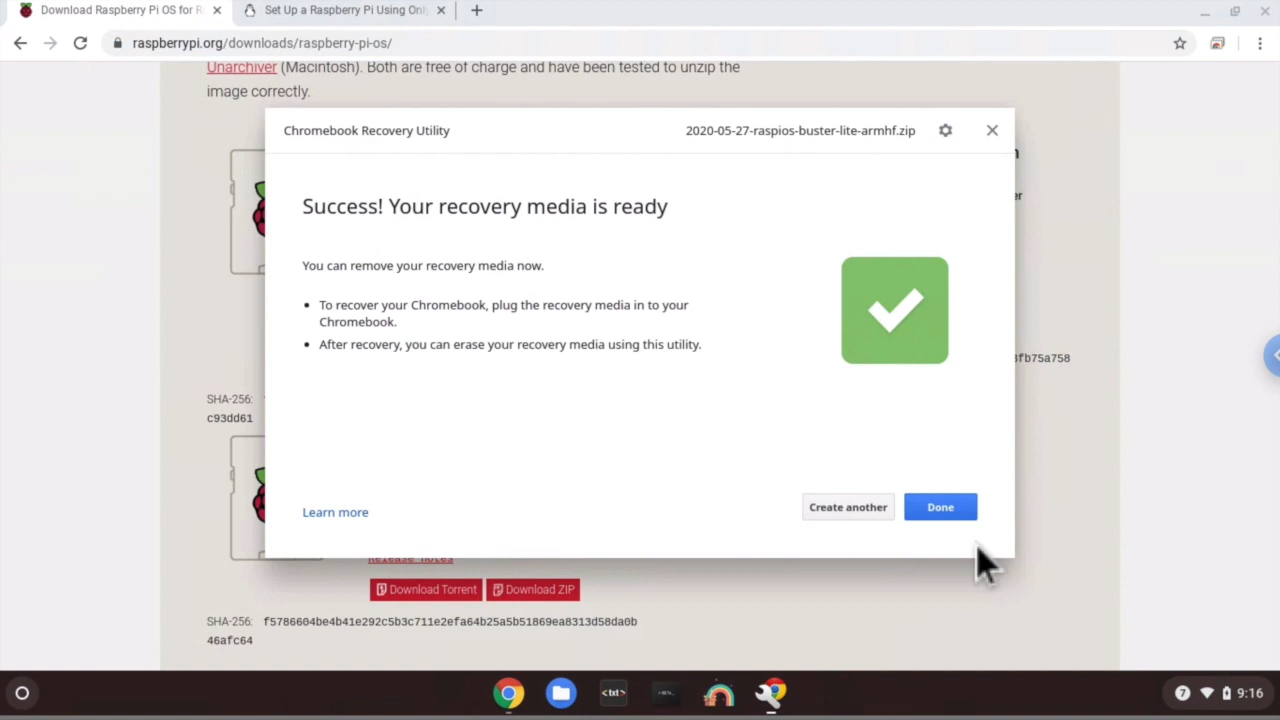 Download Raspberry Pi OS for R
Set Up a Raspberry Pi Using Onl
raspberrypi.org/downloads/raspberry-pi-os/
Unarchiver (Macintosh). Both are free of charge and have been tested to unzip the
image correctly.
Chromebook Recovery Utility
2020-05-27-raspios-buster-lite-armhf.zip
Success! Your recovery media is ready
You can remove your recovery media now.
• To recover your Chromebook, plug the recovery media in to your
Chromebook.
• After recovery, you can erase your recovery media using this utility.
fb75a758
SHA-256:
c93dd61
Learn more
Create another
Done
Release notes
Download Torrent
Download ZIP
SHA-256: f5786604be4b41e292c5b3c711e2efa64b25a5b51869ea8313d58da0b
46afc64
<txt>
7
9:16